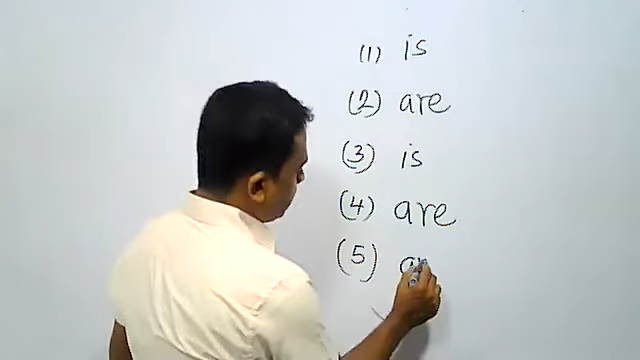 (1) is
(2) are
(3) is
(4) are
(5) a